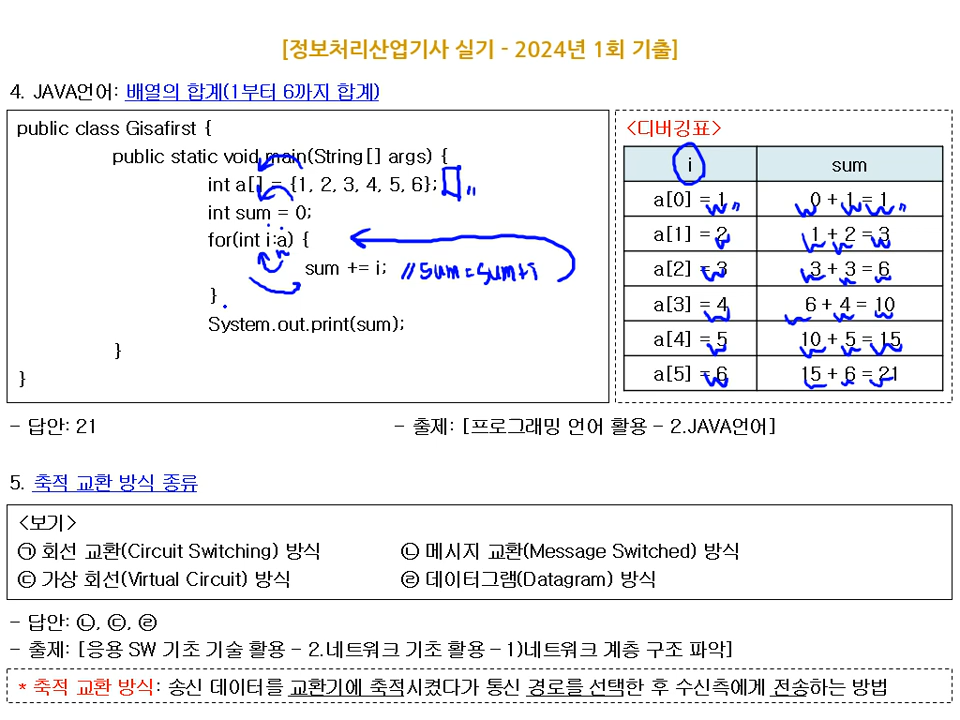 [정보처리산업기사 실기 - 2024년 1회 기출]
4. JAVA언어: 배열의 합계(1부터 6까지 합계)
public class Gisafirst {
public static void main(String[] args) {
int a[] = {1, 2, 3, 4, 5, 6};
int sum = 0;
for(int i:a) {
sum += i; //sum=sum+i
}
System.out.print(sum);
}
}
<디버깅표>
i sum
a[0] = 1 0 + 1 = 1
a[1] = 2 1 + 2 = 3
a[2] = 3 3 + 3 = 6
a[3] = 4 6 + 4 = 10
a[4] = 5 10 + 5 = 15
a[5] = 6 15 + 6 = 21
- 답안: 21 - 출제: [프로그래밍 언어 활용 - 2.JAVA언어]
5. 축적 교환 방식 종류
<보기>
㉠ 회선 교환(Circuit Switching) 방식 ㉡ 메시지 교환(Message Switched) 방식
㉢ 가상 회선(Virtual Circuit) 방식 ㉣ 데이터그램(Datagram) 방식
- 답안: ㉡, ㉢, ㉣
- 출제: [응용 SW 기초 기술 활용 - 2.네트워크 기초 활용 - 1)네트워크 계층 구조 파악]
* 축적 교환 방식: 송신 데이터를 교환기에 축적시켰다가 통신 경로를 선택한 후 수신측에게 전송하는 방법